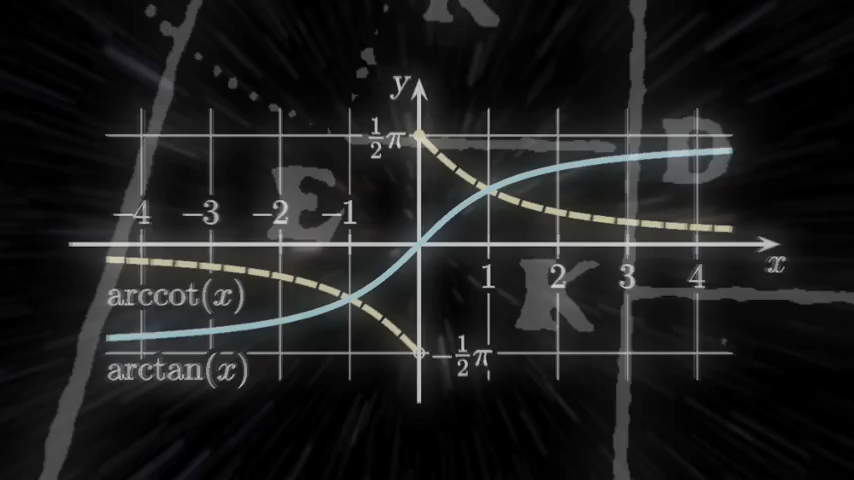 K
y
½π
D
E
–4 –3 –2 –1
x
1 2 3 4
K
arccot(x)
–½π
arctan(x)